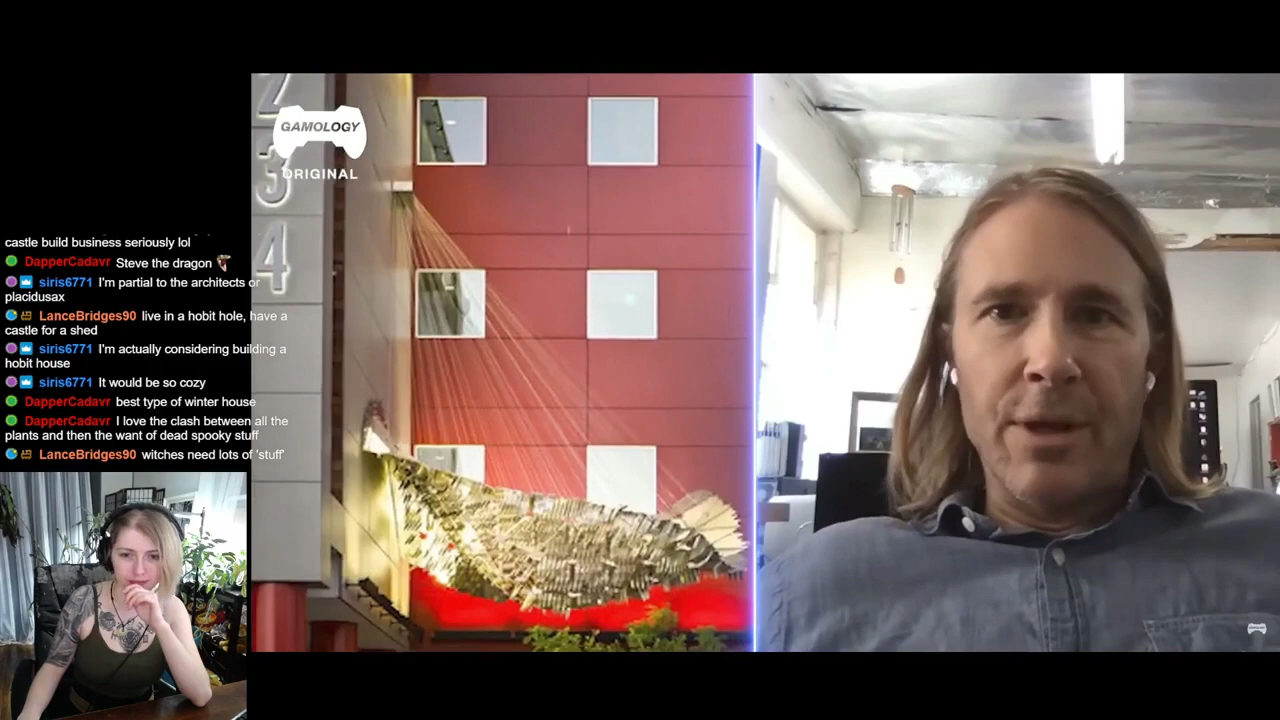 GAMOLOGY
ORIGINAL
2
3
4
castle build business seriously lol
DapperCadavr Steve the dragon
siris6771 I'm partial to the architects or
placidusax
LanceBridges90 live in a hobit hole, have a
castle for a shed
siris6771 I'm actually considering building a
hobit house
siris6771 It would be so cozy
DapperCadavr best type of winter house
DapperCadavr I love the clash between all the
plants and then the want of dead spooky stuff
LanceBridges90 witches need lots of 'stuff'